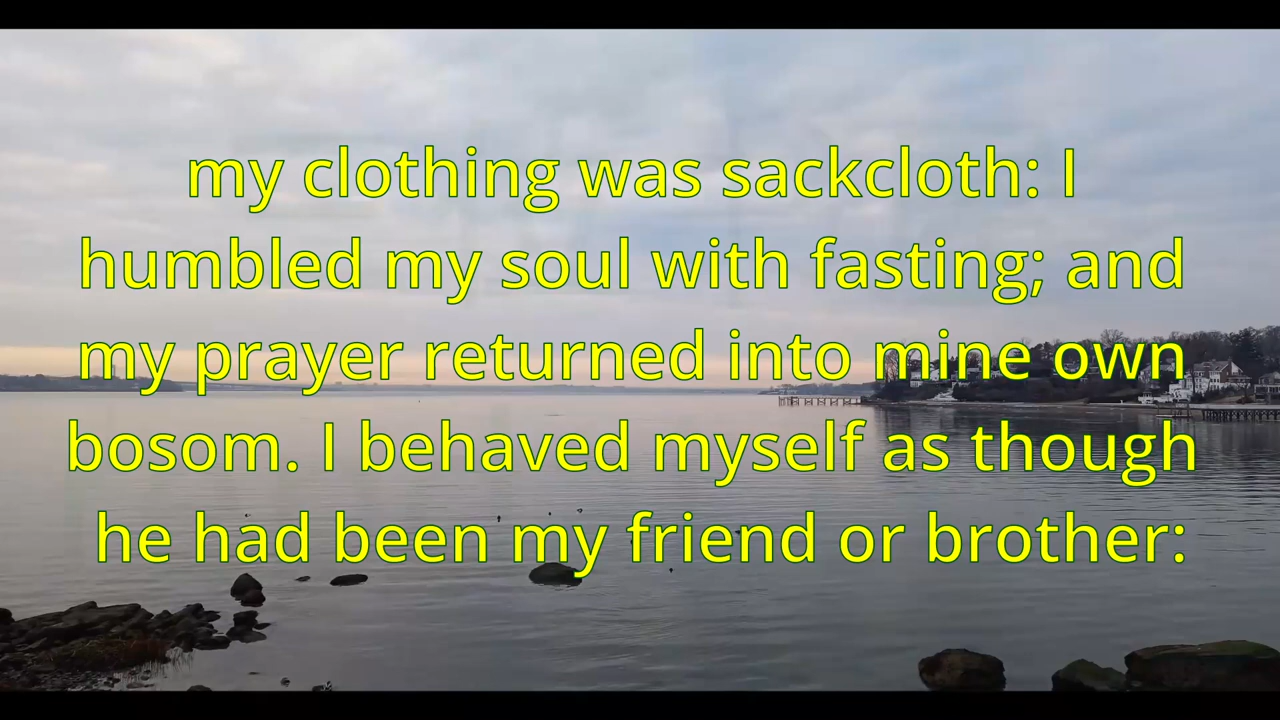 my clothing was sackcloth: I
humbled my soul with fasting; and
my prayer returned into mine own
bosom. I behaved myself as though
he had been my friend or brother: